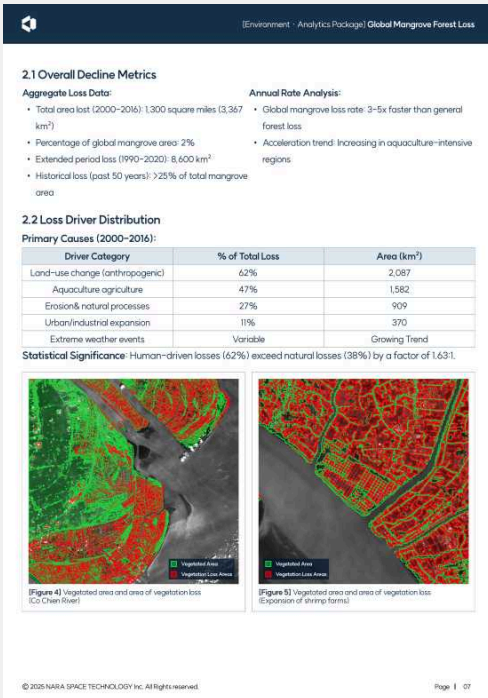 [Environment · Analytics Package] Global Mangrove Forest Loss
2.1 Overall Decline Metrics
Aggregate Loss Data:
• Total area lost (2000-2016): 1,300 square miles (3,367
km²)
• Percentage of global mangrove area: 2%
• Extended period loss (1990-2020): 8,600 km²
• Historical loss (past 50 years): >25% of total mangrove
area
Annual Rate Analysis:
• Global mangrove loss rate: 3-5x faster than general
forest loss
• Acceleration trend: Increasing in aquaculture-intensive
regions
2.2 Loss Driver Distribution
Primary Causes (2000-2016):
Driver Category % of Total Loss Area (km²)
Land-use change (anthropogenic) 62% 2,087
Aquaculture agriculture 47% 1,582
Erosion& natural processes 27% 909
Urban/industrial expansion 11% 370
Extreme weather events Variable Growing Trend
Statistical Significance: Human-driven losses (62%) exceed natural losses (38%) by a factor of 1.63:1.
Vegetated Area
Vegetation Loss Areas
Vegetated Area
Vegetation Loss Areas
[Figure 4] Vegetated area and area of vegetation loss
(Co Chien River)
[Figure 5] Vegetated area and area of vegetation loss
(Expansion of shrimp farms)
© 2025 NARA SPACE TECHNOLOGY Inc. All Rights reserved.
Page | 07